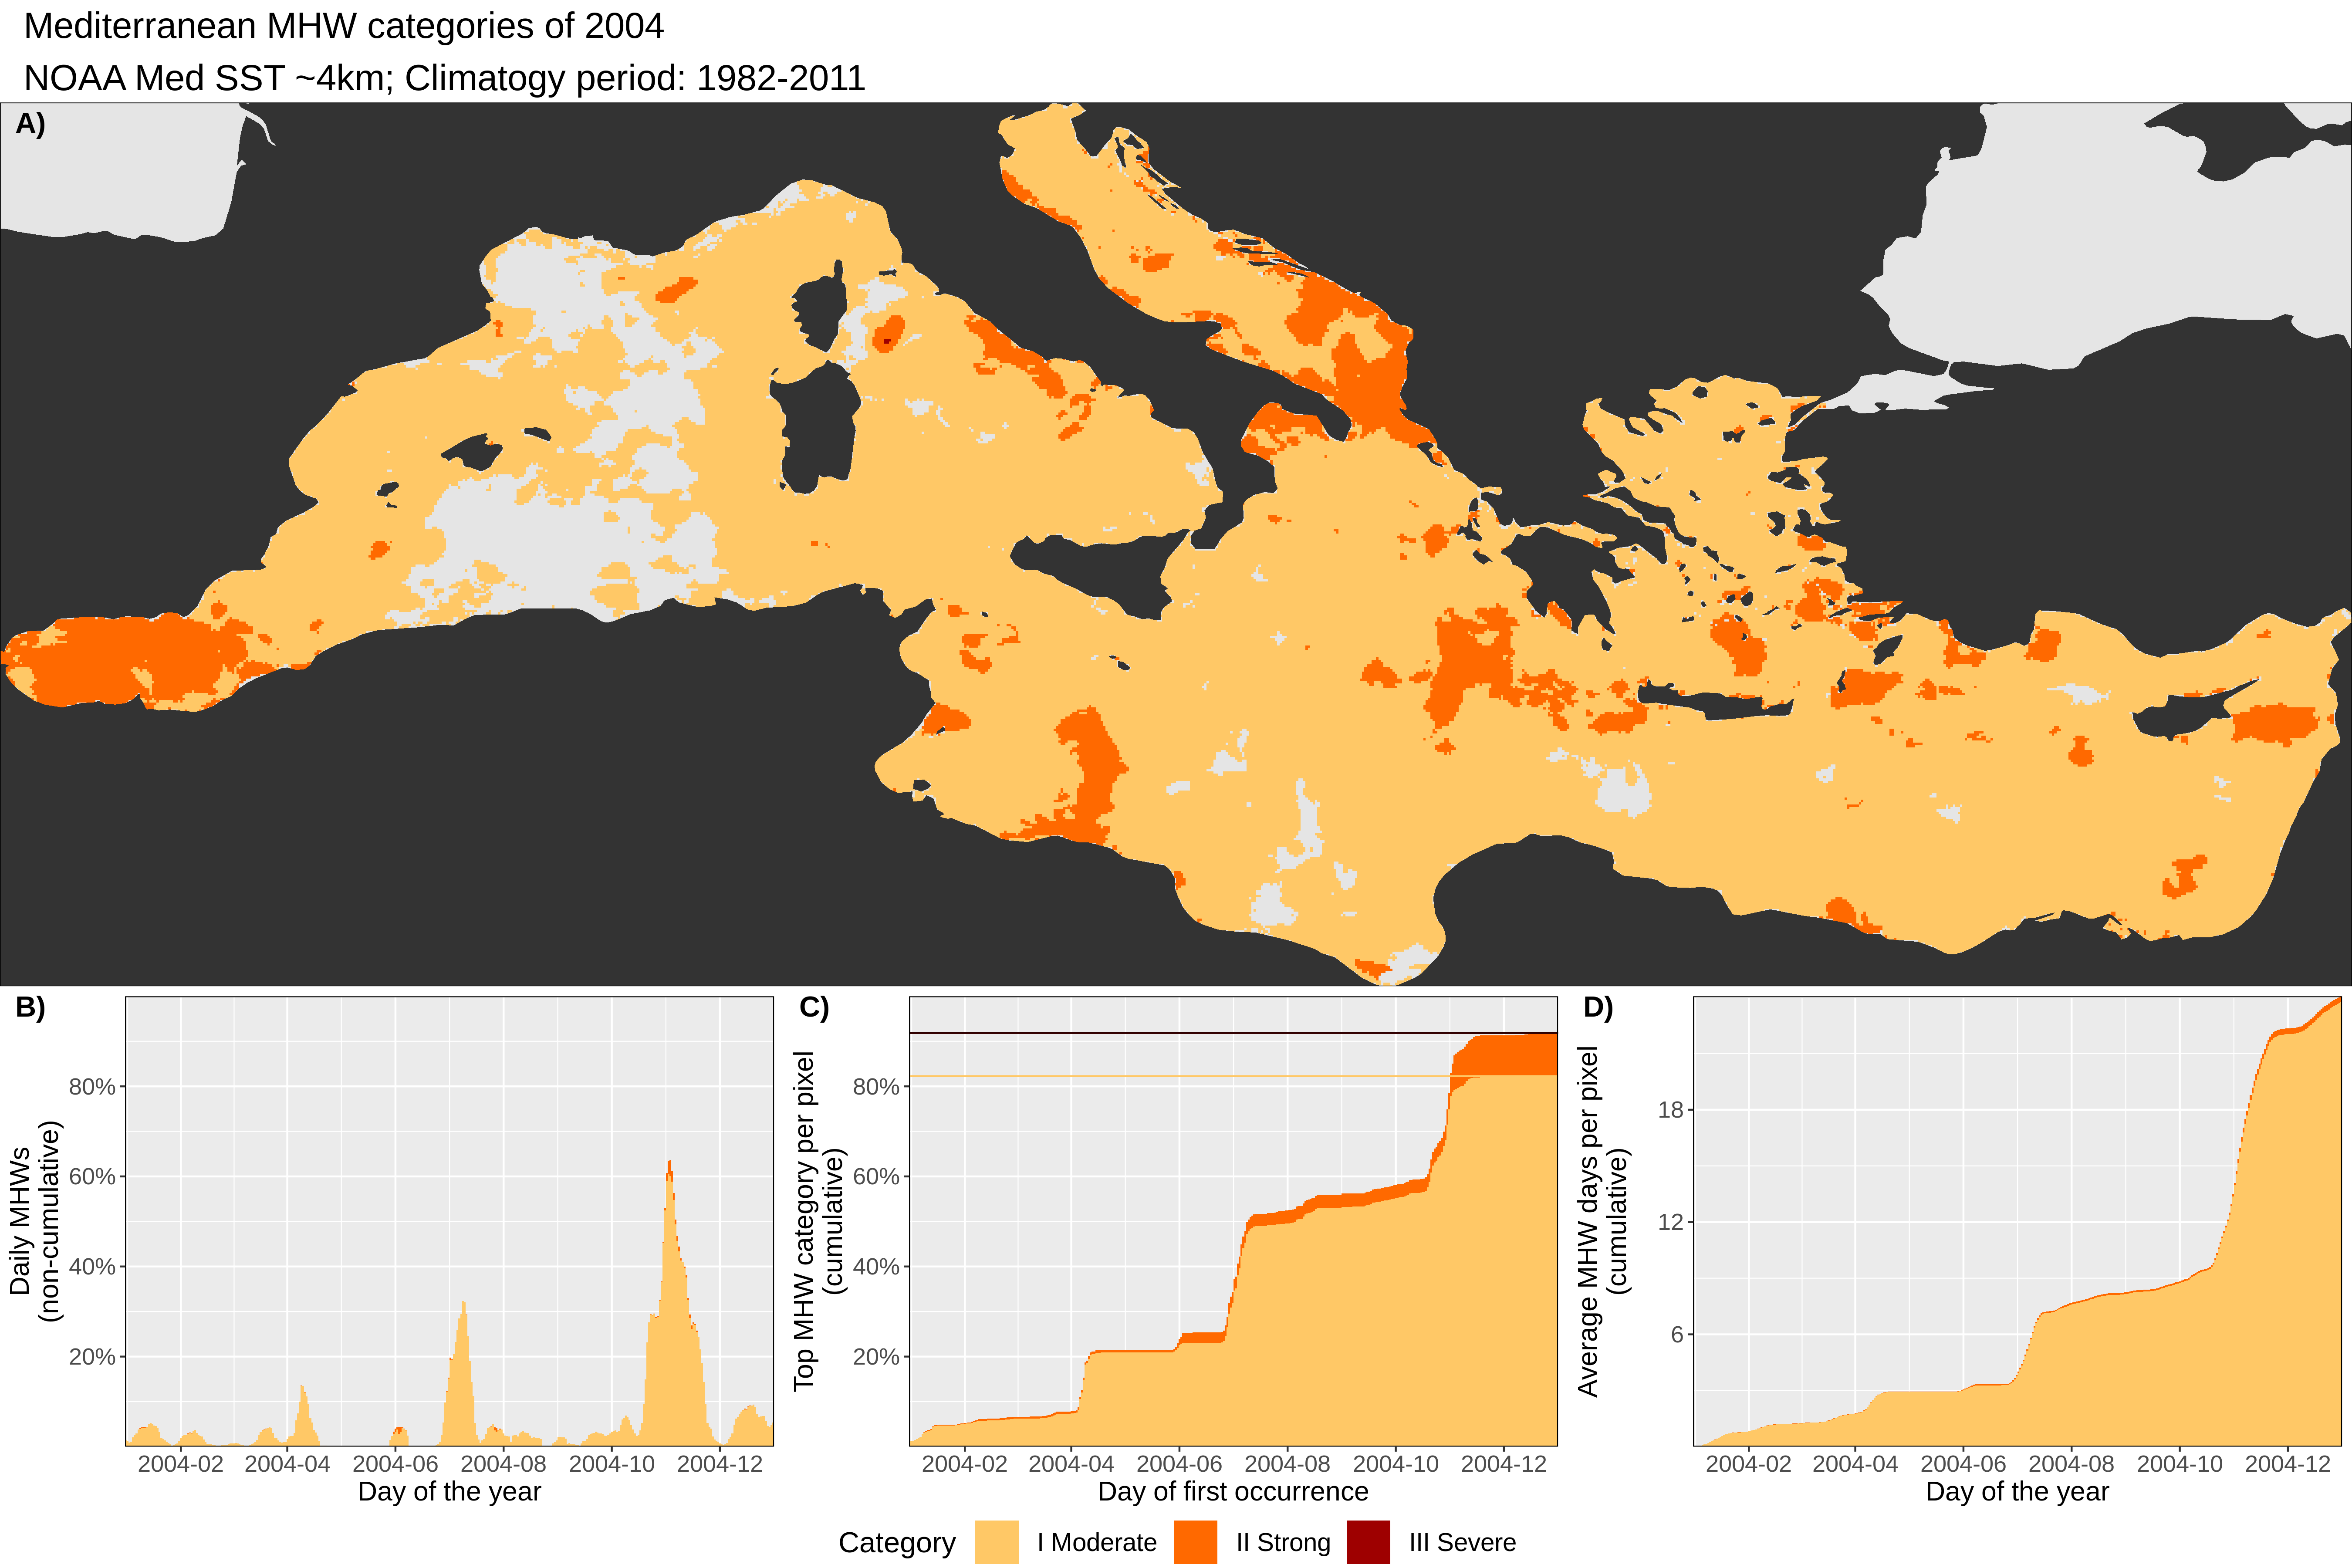 Mediterranean MHW categories of 2004
NOAA Med SST ~4km; Climatogy period: 1982-2011
A)
B)
Daily MHWs
(non-cumulative)
80%
60%
40%
20%
2004-02 2004-04 2004-06 2004-08 2004-10 2004-12
Day of the year
C)
Top MHW category per pixel
(cumulative)
80%
60%
40%
20%
2004-02 2004-04 2004-06 2004-08 2004-10 2004-12
Day of first occurrence
D)
Average MHW days per pixel
(cumulative)
18
12
6
2004-02 2004-04 2004-06 2004-08 2004-10 2004-12
Day of the year
Category I Moderate II Strong III Severe